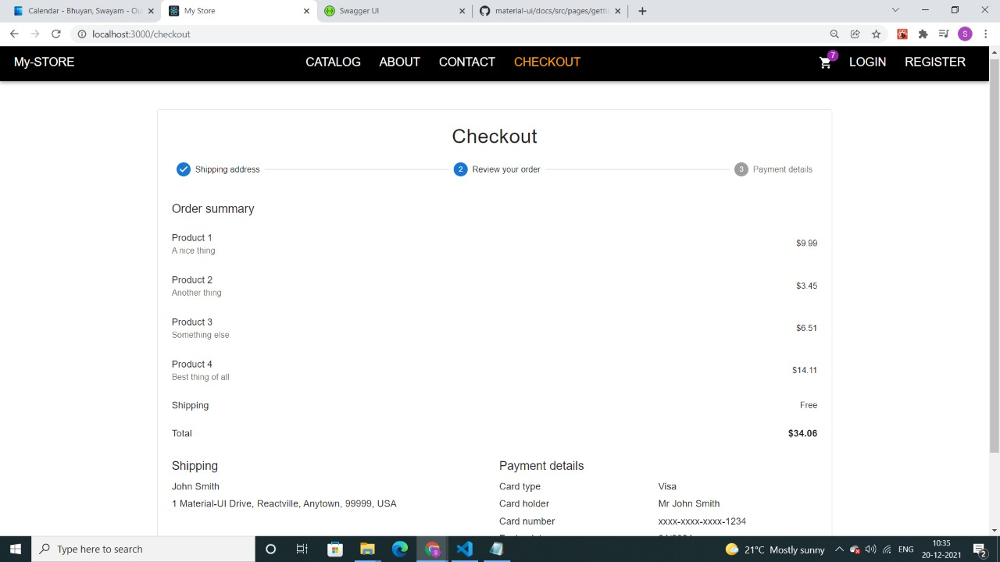 Calendar - Bhuyan, Swayam - Ou
My Store
Swagger UI
material-ui/docs/src/pages/getti
localhost:3000/checkout
S
My-STORE
CATALOG
ABOUT
CONTACT
CHECKOUT
7
LOGIN
REGISTER
Checkout
Shipping address
2
Review your order
3
Payment details
Order summary
Product 1
A nice thing
$9.99
Product 2
Another thing
$3.45
Product 3
Something else
$6.51
Product 4
Best thing of all
$14.11
Shipping
Free
Total
$34.06
Shipping
John Smith
1 Material-UI Drive, Reactville, Anytown, 99999, USA
Payment details
Card type
Visa
Card holder
Mr John Smith
Card number
xxxx-xxxx-xxxx-1234
Type here to search
21°C Mostly sunny
ENG
10:35
20-12-2021
2